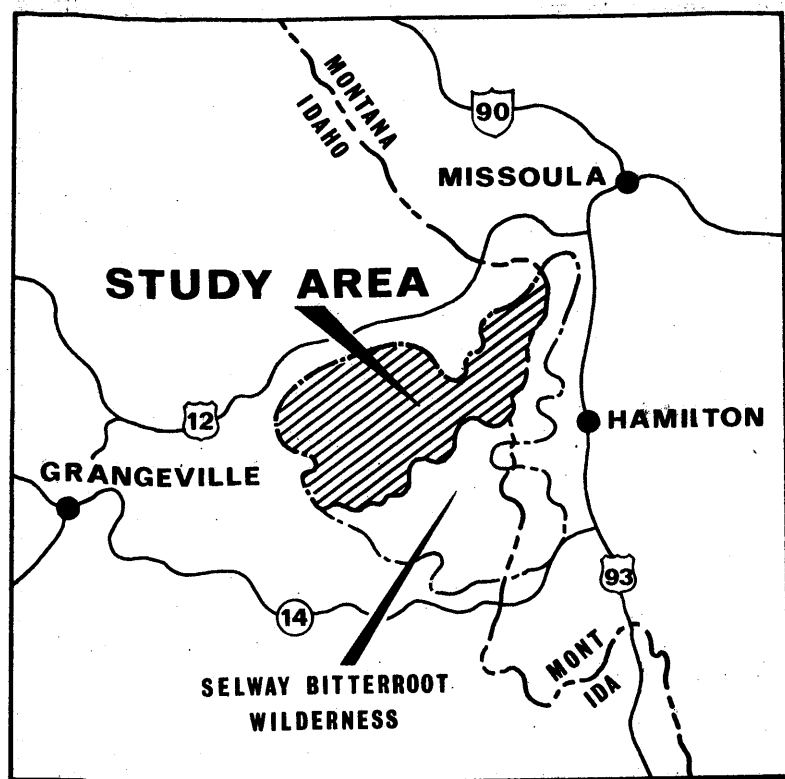 MONTANA
IDAHO
90
MISSOULA
STUDY AREA
12
HAMILTON
GRANGEVILLE
93
14
MONT
IDA
SELWAY BITTERROOT
WILDERNESS